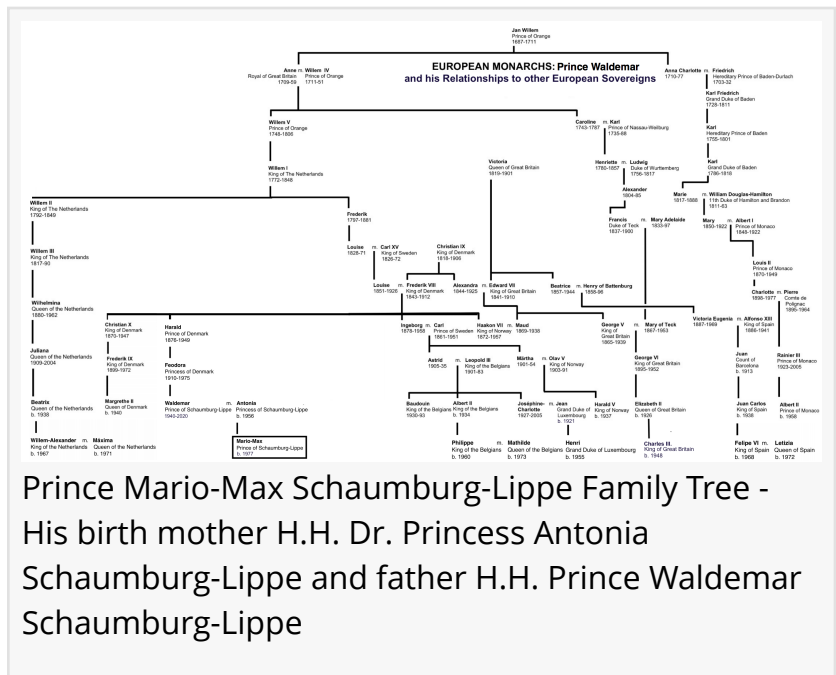 Jan Willem
Prince of Orange
1687-1711
EUROPEAN MONARCHS: Prince Waldemar
and his Relationships to other European Sovereigns
Anne m. Willem IV
Royal of Great Britain Prince of Orange
1709-59 1711-51
Anna Charlotte m. Friedrich
1710-77 Hereditary Prince of Baden-Durlach
1703-32
Karl Friedrich
Grand Duke of Baden
1728-1811
Willem V
Prince of Orange
1748-1806
Caroline m. Karl
1743-1787 Prince of Nassau-Weilburg
1735-88
Karl
Hereditary Prince of Baden
1755-1801
Willem I
King of The Netherlands
1772-1848
Victoria
Queen of Great Britain
1819-1901
Henriette m. Ludwig
1780-1857 Duke of Wurttemberg
1756-1817
Karl
Grand Duke of Baden
1786-1818
Alexander
1804-85
Marie m. William Douglas-Hamilton
1817-1888 11th Duke of Hamilton and Brandon
1811-63
Willem II
King of The Netherlands
1792-1849
Frederik
1797-1881
Francis m. Mary Adelaide
Duke of Teck 1833-97
1837-1900
Mary m. Albert I
1850-1922 Prince of Monaco
1848-1922
Willem III
King of The Netherlands
1817-90
Louise m. Carl XV
1828-71 King of Sweden
1826-72
Christian IX
King of Denmark
1818-1906
Louis II
Prince of Monaco
1870-1949
Louise m. Frederik VIII
1851-1926 King of Denmark
1843-1912
Alexandra m. Edward VII
1844-1925 King of Great Britain
1841-1910
Beatrice m. Henry of Battenburg
1857-1944 1858-96
Charlotte m. Pierre
1898-1977 Comte de
Polignac
1895-1964
Wilhelmina
Queen of the Netherlands
1880-1962
Christian X
King of Denmark
1870-1947
Harald
Prince of Denmark
1876-1949
Ingeborg m. Carl
1878-1958 Prince of Sweden
1861-1951
Haakon VII m. Maud
King of Norway 1869-1938
1872-1957
George V m. Mary of Teck
King of 1867-1953
Great Britain
1865-1939
Victoria Eugenia m. Alfonso XIII
1887-1969 King of Spain
1886-1941
Juliana
Queen of the Netherlands
1909-2004
Frederik IX
King of Denmark
1899-1972
Feodora
Princess of Denmark
1910-1975
Astrid m. Leopold III
1905-35 King of the Belgians
1901-83
Märtha m. Olav V
1901-54 King of Norway
1903-91
George VI
King of Great Britain
1895-1952
Juan
Count of
Barcelona
b. 1913
Rainier III
Prince of Monaco
1923-2005
Beatrix
Queen of the Netherlands
b. 1938
Margrethe II
Queen of Denmark
b. 1940
Waldemar m. Antonia
Prince of Schaumburg-Lippe Princess of Schaumburg-Lippe
1940-2020 b. 1956
Baudouin
King of the Belgians
1930-93
Albert II
King of the Belgians
b. 1934
Joséphine-
Charlotte
1927-2005
m. Jean
Grand Duke of
Luxembourg
b. 1921
Harald V
King of Norway
b. 1937
Elizabeth II
Queen of Great Britain
b. 1926
Juan Carlos
King of Spain
b. 1938
Albert II
Prince of Monaco
b. 1958
Willem-Alexander m. Máxima
King of the Netherlands Queen of the Netherlands
b. 1967 b. 1971
Mario-Max
Prince of Schaumburg-Lippe
b. 1977
Philippe m. Mathilde
King of the Belgians Queen of the Belgians
b. 1960 b. 1973
Henri
Grand Duke of Luxembourg
b. 1955
Charles III.
King of Great Britain
b. 1948
Felipe VI m. Letizia
King of Spain Queen of Spain
b. 1968 b. 1972
Prince Mario-Max Schaumburg-Lippe Family Tree -
His birth mother H.H. Dr. Princess Antonia
Schaumburg-Lippe and father H.H. Prince Waldemar
Schaumburg-Lippe